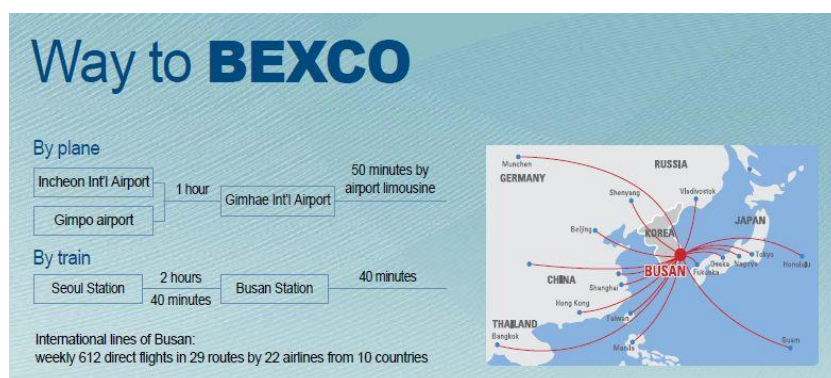 Way to BEXCO
By plane
Incheon Int'l Airport
Gimpo airport
1 hour
Gimhae Int'l Airport
50 minutes by
airport limousine
By train
Seoul Station
2 hours
40 minutes
Busan Station
40 minutes
International lines of Busan:
weekly 612 direct flights in 29 routes by 22 airlines from 10 countries
Munchen
GERMANY
RUSSIA
Shenyang
Vladivostok
JAPAN
Beijing
KOREA
BUSAN
Fukuoka
Osaka
Nagoya
Tokyo
Honolulu
CHINA
Shanghai
Hong Kong
Taiwan
THAILAND
Bangkok
Manila
Guam